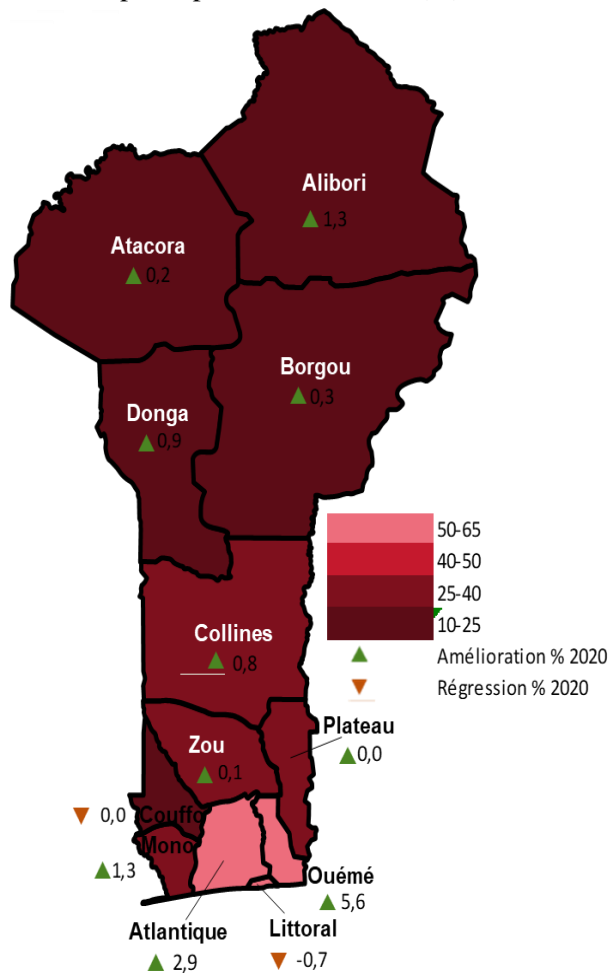 Alibori
▲ 1,3
Atacora
▲ 0,2
Borgou
▲ 0,3
Donga
▲ 0,9
50-65
40-50
25-40
10-25
▲ Amélioration % 2020
▼ Régression % 2020
Collines
▲ 0,8
Plateau
▲ 0,0
Zou
▲ 0,1
Couffo
▼ 0,0
Mono
▲ 1,3
Ouémé
▲ 5,6
Atlantique
▲ 2,9
Littoral
▼ -0,7